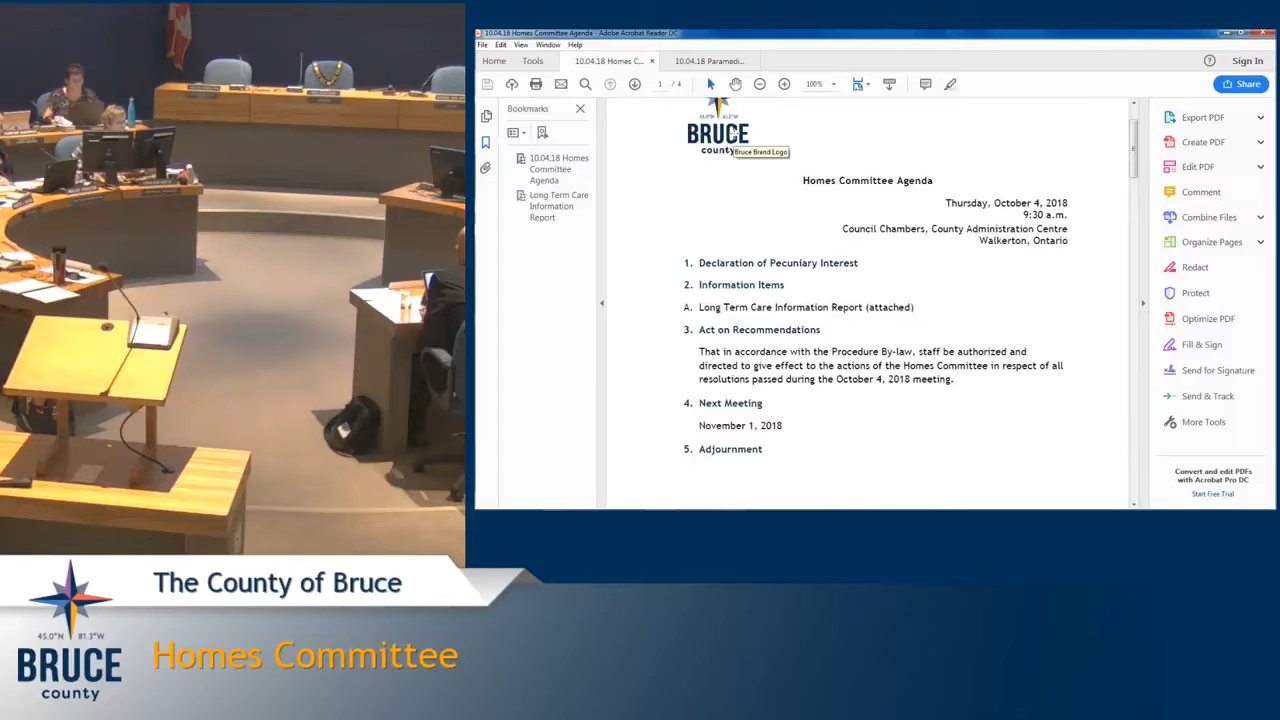 10.04.18 Homes Committee Agenda - Adobe Acrobat Reader DC
File Edit View Window Help
Home Tools 10.04.18 Homes C... × 10.04.18 Paramedi... Sign In
1 / 4 100% Share
Bookmarks
10.04.18 Homes
Committee
Agenda
Long Term Care
Information
Report
BRUCE
county
Bruce Brand Logo
Homes Committee Agenda
Thursday, October 4, 2018
9:30 a.m.
Council Chambers, County Administration Centre
Walkerton, Ontario
1. Declaration of Pecuniary Interest
2. Information Items
A. Long Term Care Information Report (attached)
3. Act on Recommendations
That in accordance with the Procedure By-law, staff be authorized and
directed to give effect to the actions of the Homes Committee in respect of all
resolutions passed during the October 4, 2018 meeting.
4. Next Meeting
November 1, 2018
5. Adjournment
Export PDF
Create PDF
Edit PDF
Comment
Combine Files
Organize Pages
Redact
Protect
Optimize PDF
Fill & Sign
Send for Signature
Send & Track
More Tools
Convert and edit PDFs
with Acrobat Pro DC
Start Free Trial
The County of Bruce
Homes Committee
45.0°N 81.3°W
BRUCE
county